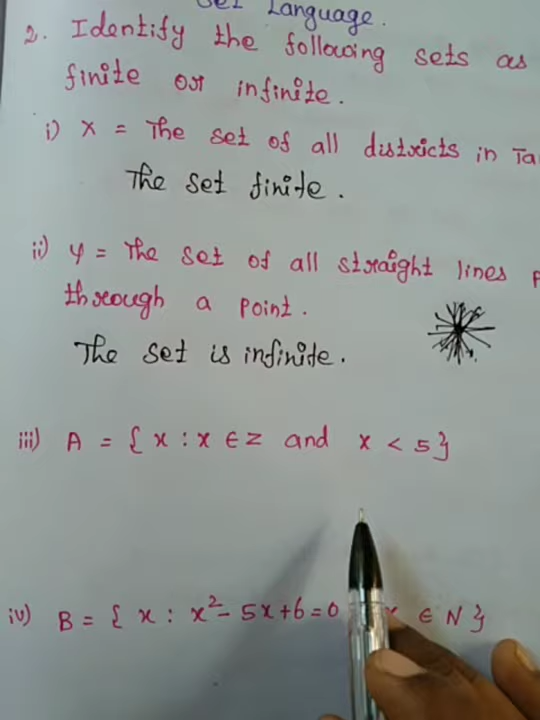 Set Language.
2. Identify the following sets as
finite or infinite.
i) X = The set of all districts in
The set finite.
ii) Y = The set of all straight lines
through a point.
The set is infinite.
iii) A = { x : x ∈ Z and x < 5}
iv) B = { x : x² - 5x+6=0 x ∈ N }